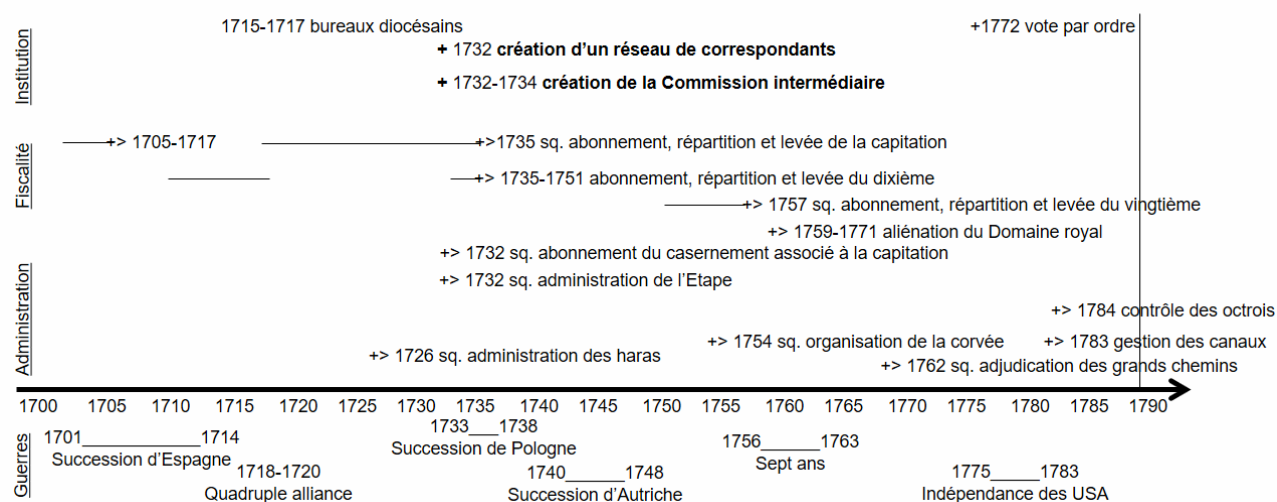 Institution
1715-1717 bureaux diocésains
+1772 vote par ordre
+ 1732 création d’un réseau de correspondants
+ 1732-1734 création de la Commission intermédiaire
Fiscalité
+> 1705-1717
+>1735 sq. abonnement, répartition et levée de la capitation
+> 1735-1751 abonnement, répartition et levée du dixième
+> 1757 sq. abonnement, répartition et levée du vingtième
+> 1759-1771 aliénation du Domaine royal
Administration
+> 1732 sq. abonnement du casernement associé à la capitation
+> 1732 sq. administration de l’Etape
+> 1784 contrôle des octrois
+> 1754 sq. organisation de la corvée
+> 1783 gestion des canaux
+> 1726 sq. administration des haras
+> 1762 sq. adjudication des grands chemins
1700 1705 1710 1715 1720 1725 1730 1735 1740 1745 1750 1755 1760 1765 1770 1775 1780 1785 1790
Guerres
1701 1714
Succession d’Espagne
1718-1720
Quadruple alliance
1733 1738
Succession de Pologne
1740 1748
Succession d’Autriche
1756 1763
Sept ans
1775 1783
Indépendance des USA